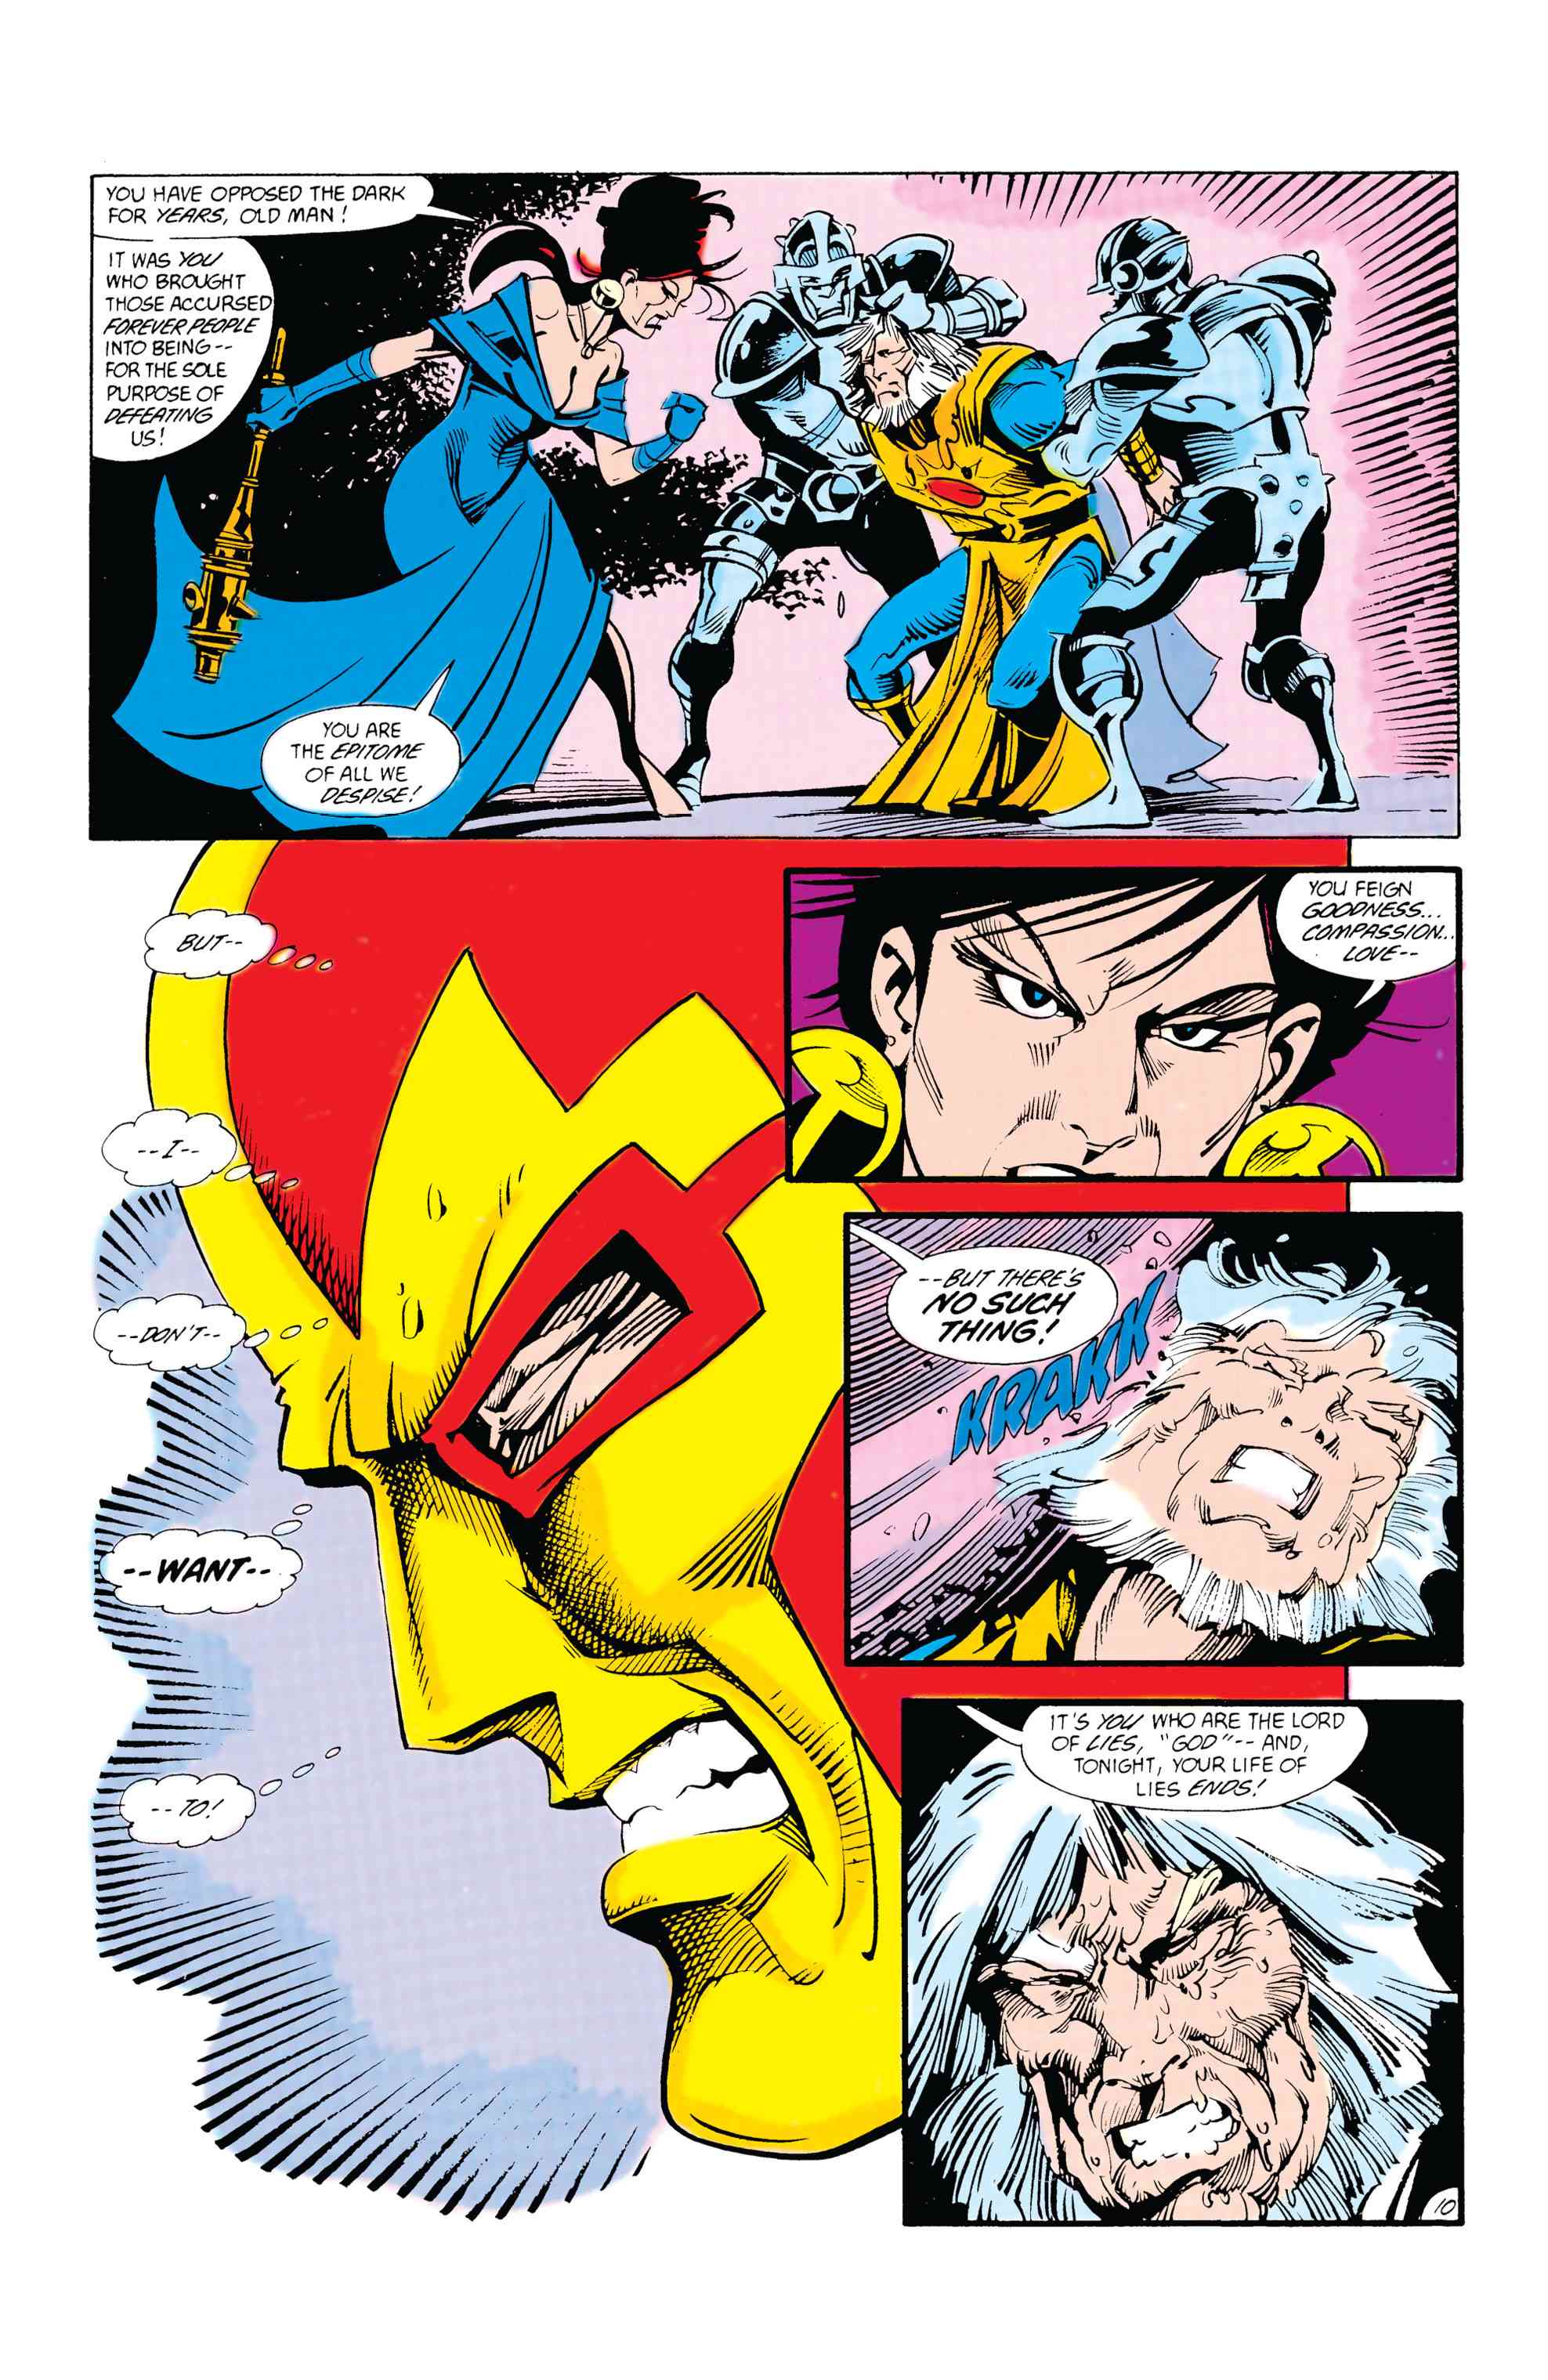 YOU HAVE OPPOSED THE DARK
FOR YEARS, OLD MAN!
IT WAS YOU
WHO BROUGHT
THOSE ACCURSED
FOREVER PEOPLE
INTO BEING--
FOR THE SOLE
PURPOSE OF
DEFEATING
US!
YOU ARE
THE EPITOME
OF ALL WE
DESPISE!
BUT--
--I--
--DON'T--
--WANT--
--TO!
YOU FEIGN
GOODNESS...
COMPASSION...
LOVE--
--BUT THERE'S
NO SUCH
THING!
KRAKK
IT'S YOU WHO ARE THE LORD
OF LIES, "GOD"-- AND,
TONIGHT, YOUR LIFE OF
LIES ENDS!
10